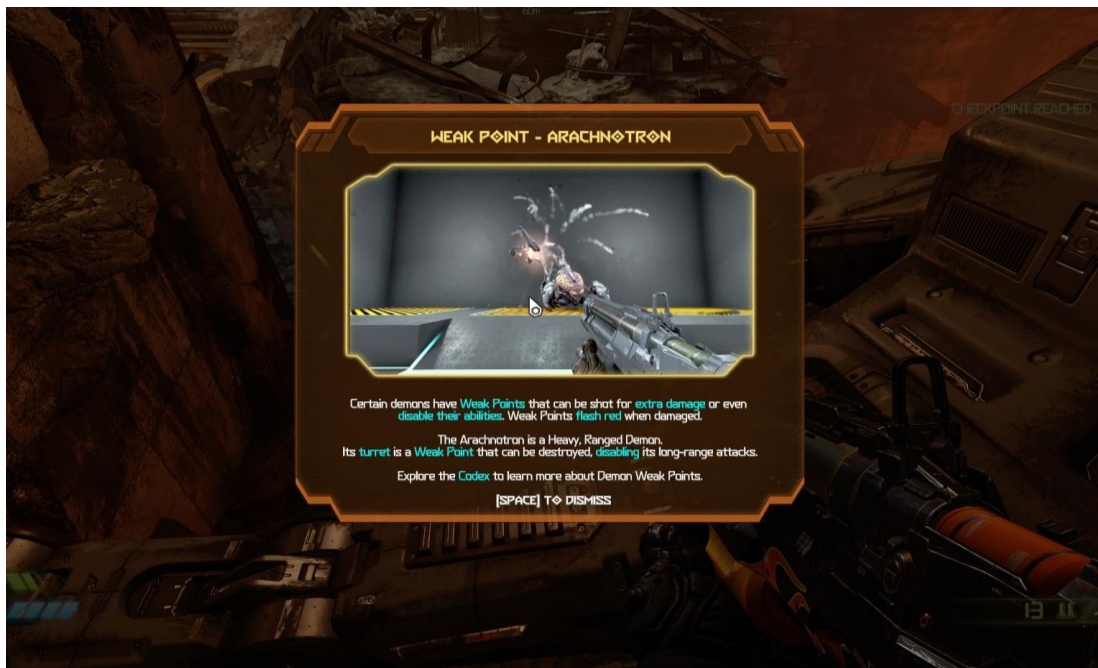 CHECKPOINT REACHED
WEAK POINT - ARACHNOTRON
Certain demons have Weak Points that can be shot for extra damage or even
disable their abilities. Weak Points flash red when damaged.
The Arachnotron is a Heavy, Ranged Demon.
Its turret is a Weak Point that can be destroyed, disabling its long-range attacks.
Explore the Codex to learn more about Demon Weak Points.
[SPACE] TO DISMISS
13